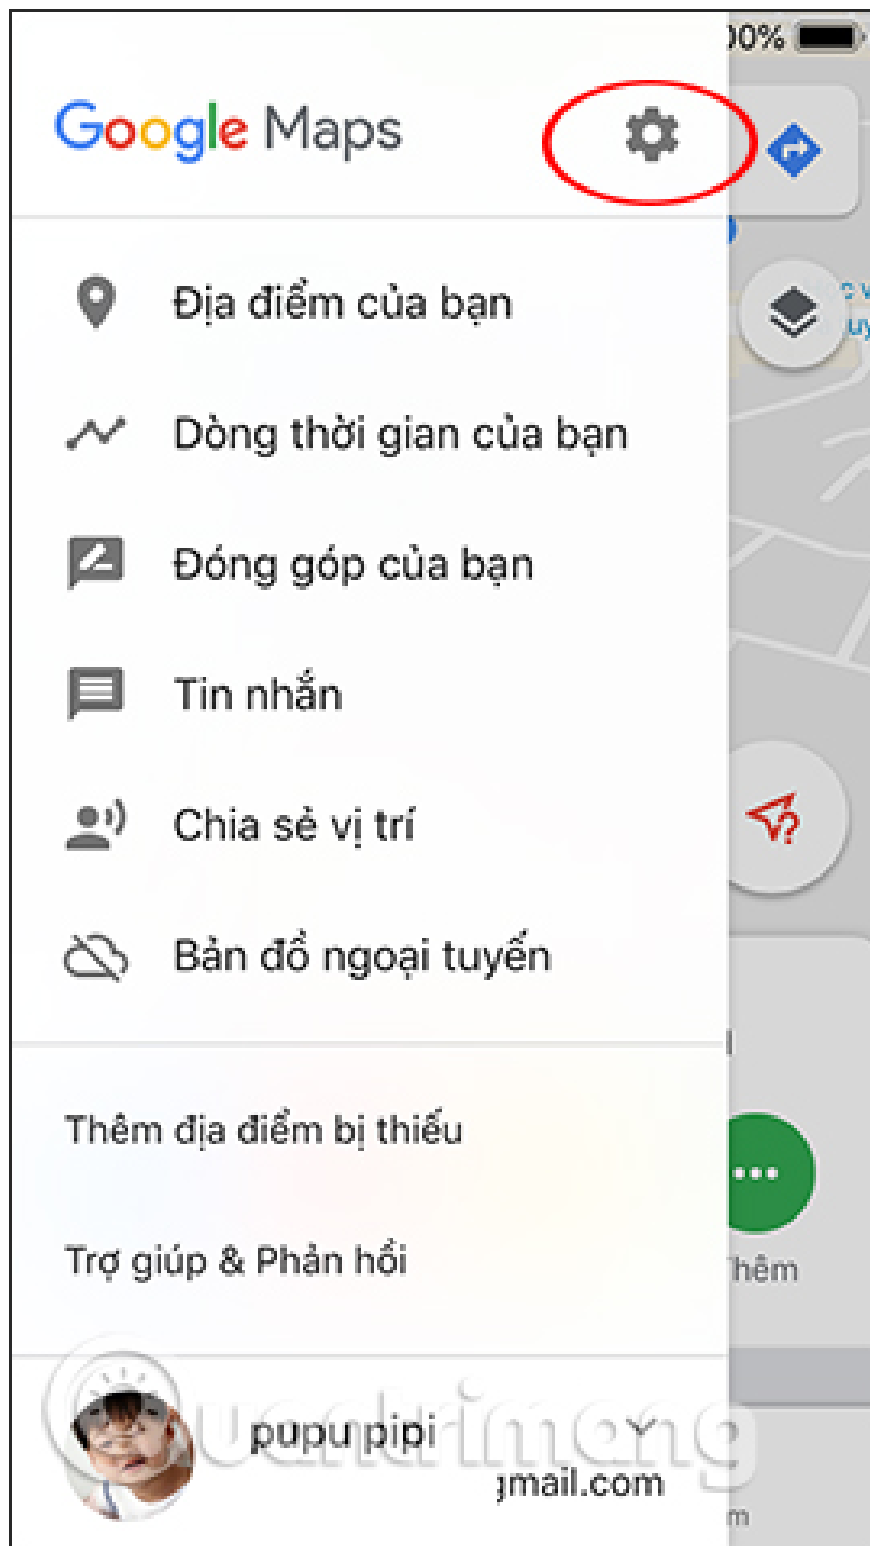 00%
Google Maps
Địa điểm của bạn
Dòng thời gian của bạn
Đóng góp của bạn
Tin nhắn
Chia sẻ vị trí
Bản đồ ngoại tuyến
Thêm địa điểm bị thiếu
Trợ giúp & Phản hồi
hêm
Quantrimang
pupu pipi
gmail.com